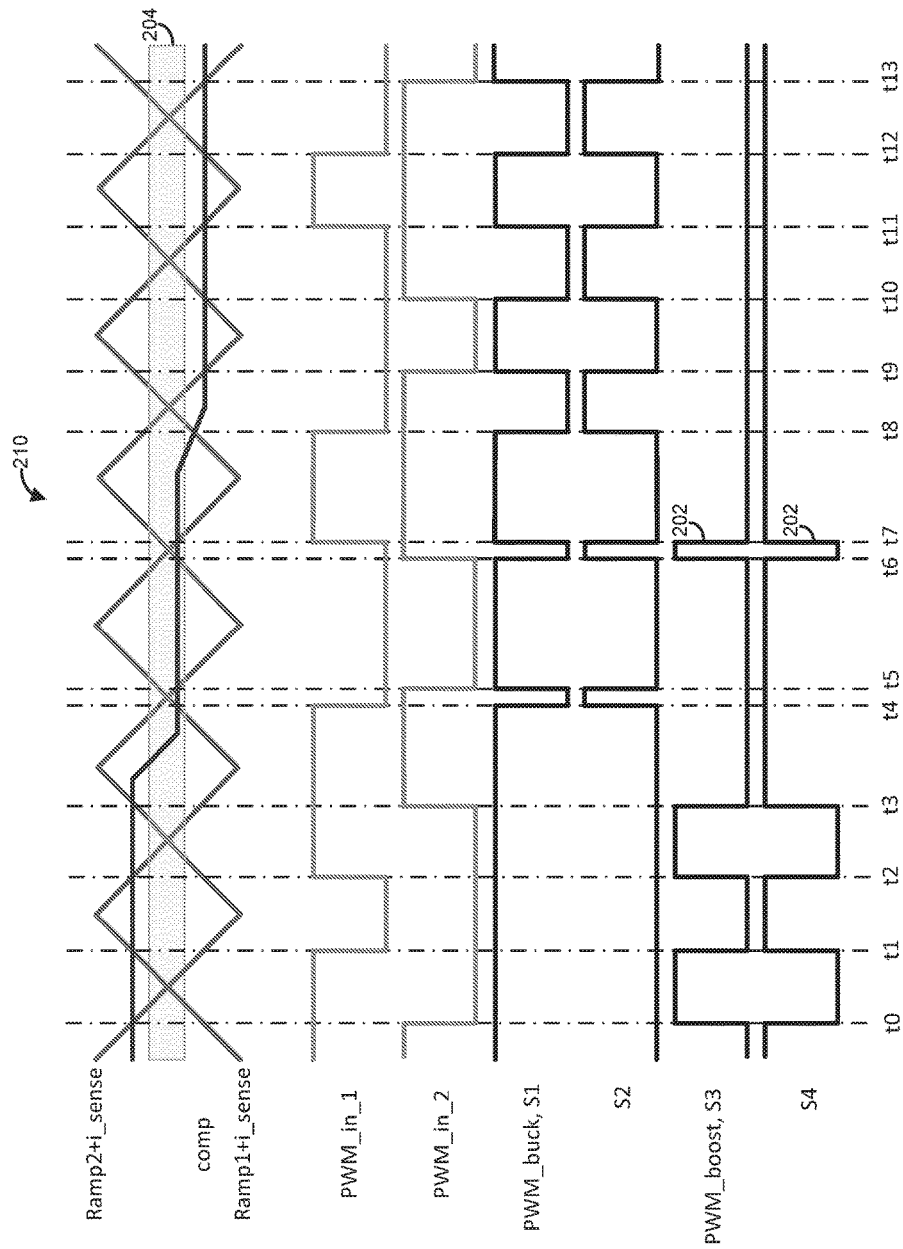 210
204
Ramp2+i_sense
comp
Ramp1+i_sense
PWM_in_1
PWM_in_2
PWM_buck, S1
S2
PWM_boost, S3
S4
202
202
t0 t1 t2 t3 t4 t5 t6 t7 t8 t9 t10 t11 t12 t13